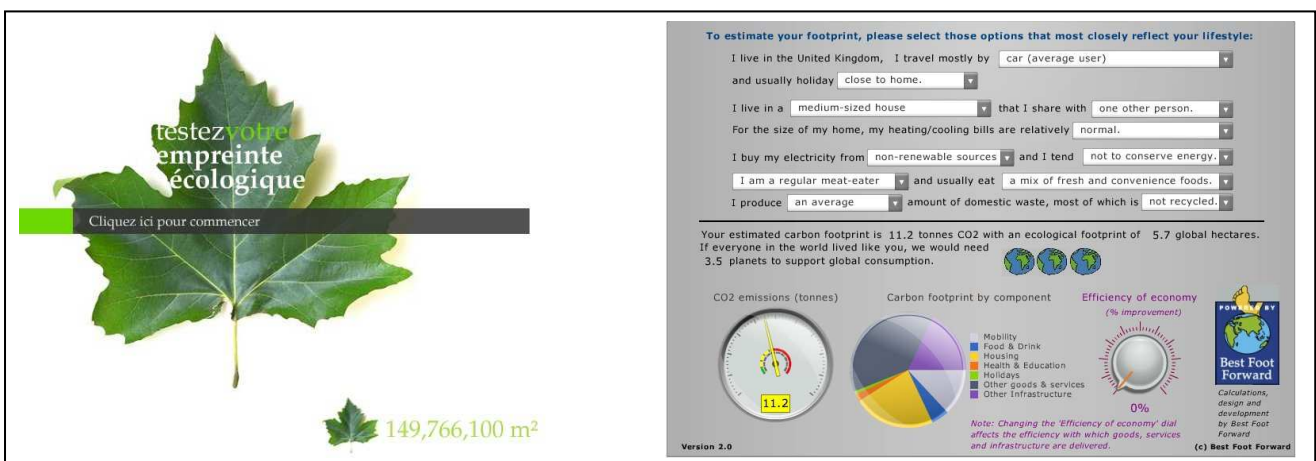 testezvotre
empreinte
écologique
Cliquez ici pour commencer
149,766,100 m²
To estimate your footprint, please select those options that most closely reflect your lifestyle:
I live in the United Kingdom, I travel mostly by car (average user)
and usually holiday close to home.
I live in a medium-sized house that I share with one other person.
For the size of my home, my heating/cooling bills are relatively normal.
I buy my electricity from non-renewable sources and I tend not to conserve energy.
I am a regular meat-eater and usually eat a mix of fresh and convenience foods.
I produce an average amount of domestic waste, most of which is not recycled.
Your estimated carbon footprint is 11.2 tonnes CO2 with an ecological footprint of 5.7 global hectares.
If everyone in the world lived like you, we would need
3.5 planets to support global consumption.
CO2 emissions (tonnes)
11.2
Carbon footprint by component
Mobility
Food & Drink
Housing
Health & Education
Holidays
Other goods & services
Other Infrastructure
Efficiency of economy
(% improvement)
0%
Note: Changing the 'Efficiency of economy' dial
affects the efficiency with which goods, services
and infrastructure are delivered.
POWERED BY
Best Foot
Forward
Calculations,
design and
development
by Best Foot
Forward
Version 2.0
(c) Best Foot Forward